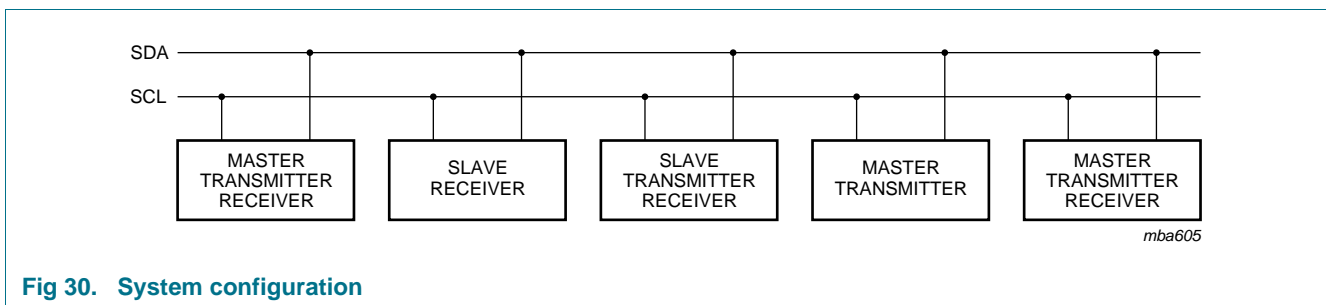 SDA
SCL
MASTER
TRANSMITTER
RECEIVER
SLAVE
RECEIVER
SLAVE
TRANSMITTER
RECEIVER
MASTER
TRANSMITTER
MASTER
TRANSMITTER
RECEIVER
mba605
Fig 30. System configuration